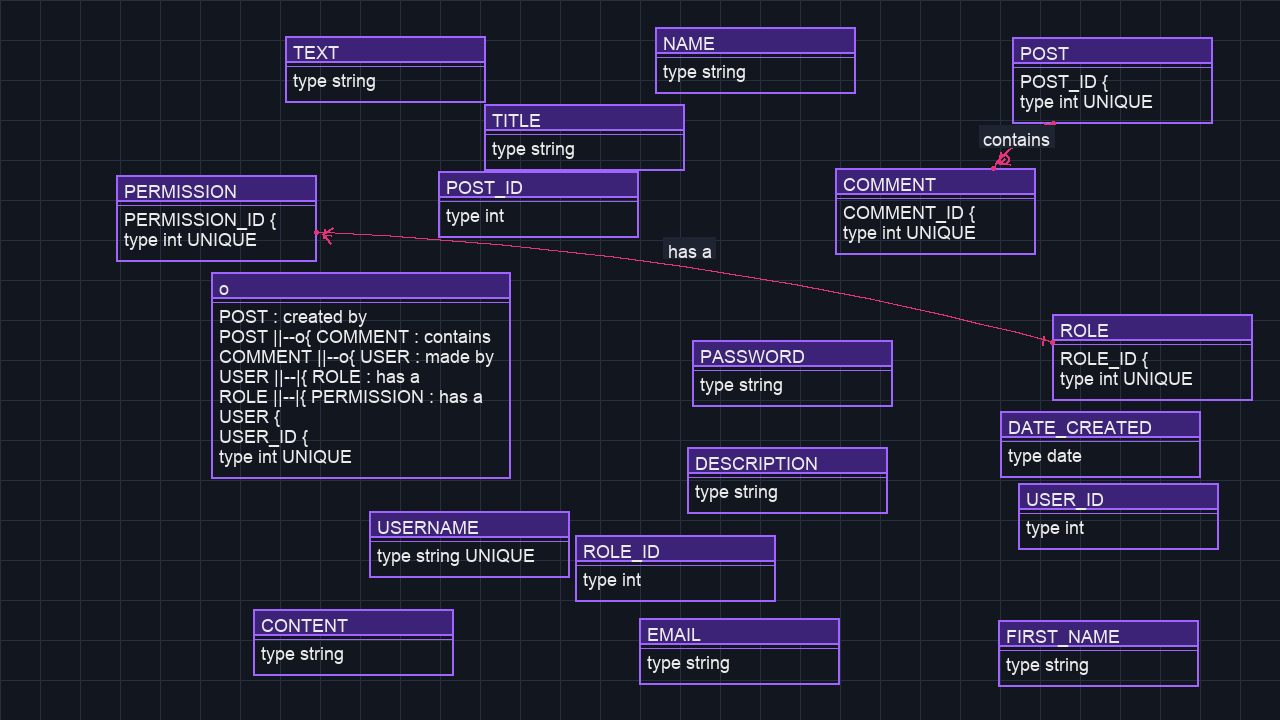 TEXT
type string
NAME
type string
POST
POST_ID {
type int UNIQUE
TITLE
type string
contains
PERMISSION
PERMISSION_ID {
type int UNIQUE
POST_ID
type int
COMMENT
COMMENT_ID {
type int UNIQUE
has a
o
POST : created by
POST ||--o{ COMMENT : contains
COMMENT ||--o{ USER : made by
USER ||--|{ ROLE : has a
ROLE ||--|{ PERMISSION : has a
USER {
USER_ID {
type int UNIQUE
ROLE
ROLE_ID {
type int UNIQUE
PASSWORD
type string
DATE_CREATED
type date
DESCRIPTION
type string
USER_ID
type int
USERNAME
type string UNIQUE
ROLE_ID
type int
CONTENT
type string
EMAIL
type string
FIRST_NAME
type string